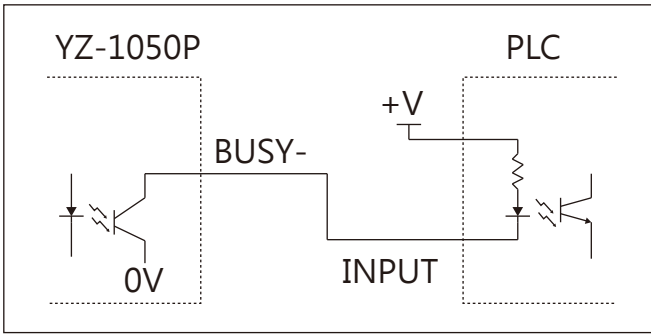 YZ-1050P
PLC
+V
BUSY-
INPUT
0V